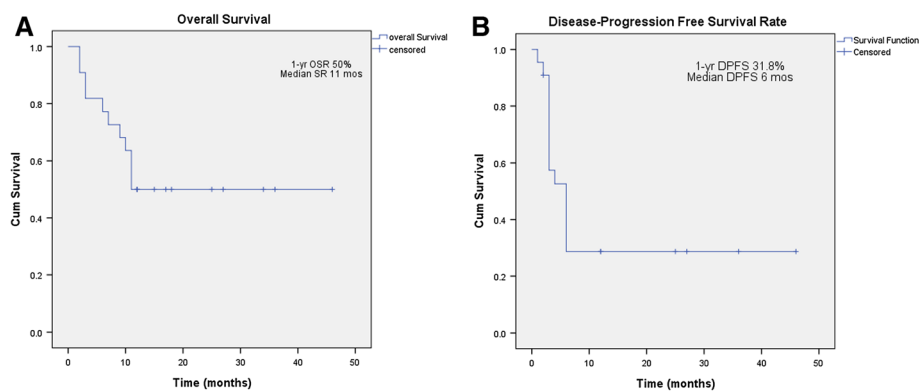 A
Overall Survival
overall Survival
censored
1-yr OSR 50%
Median SR 11 mos
1.0
0.8
0.6
0.4
0.2
0.0
Cum Survival
0 10 20 30 40 50
Time (months)
B
Disease-Progression Free Survival Rate
Survival Function
Censored
1-yr DPFS 31.8%
Median DPFS 6 mos
1.0
0.8
0.6
0.4
0.2
0.0
Cum Survival
0 10 20 30 40 50
Time (months)